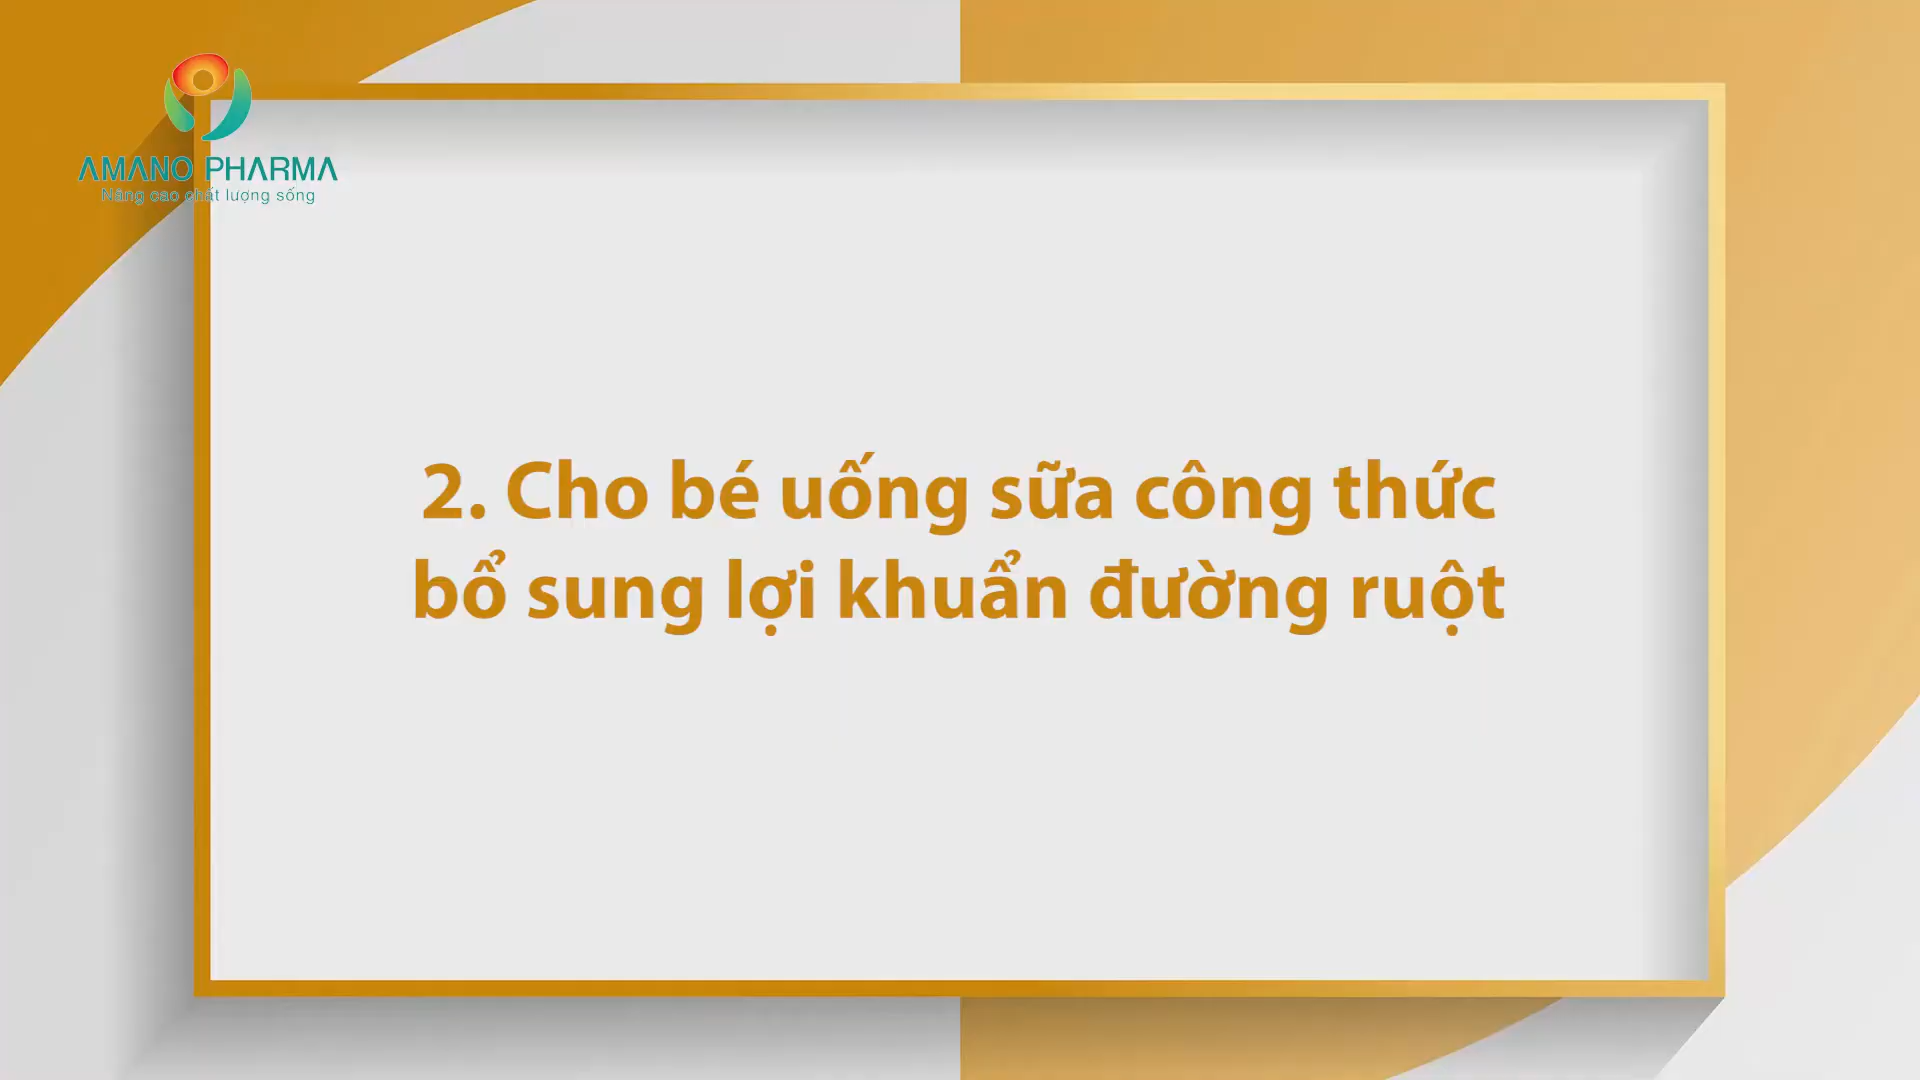 AMANO PHARMA
Nâng cao chất lượng sống
2. Cho bé uống sữa công thức
bổ sung lợi khuẩn đường ruột